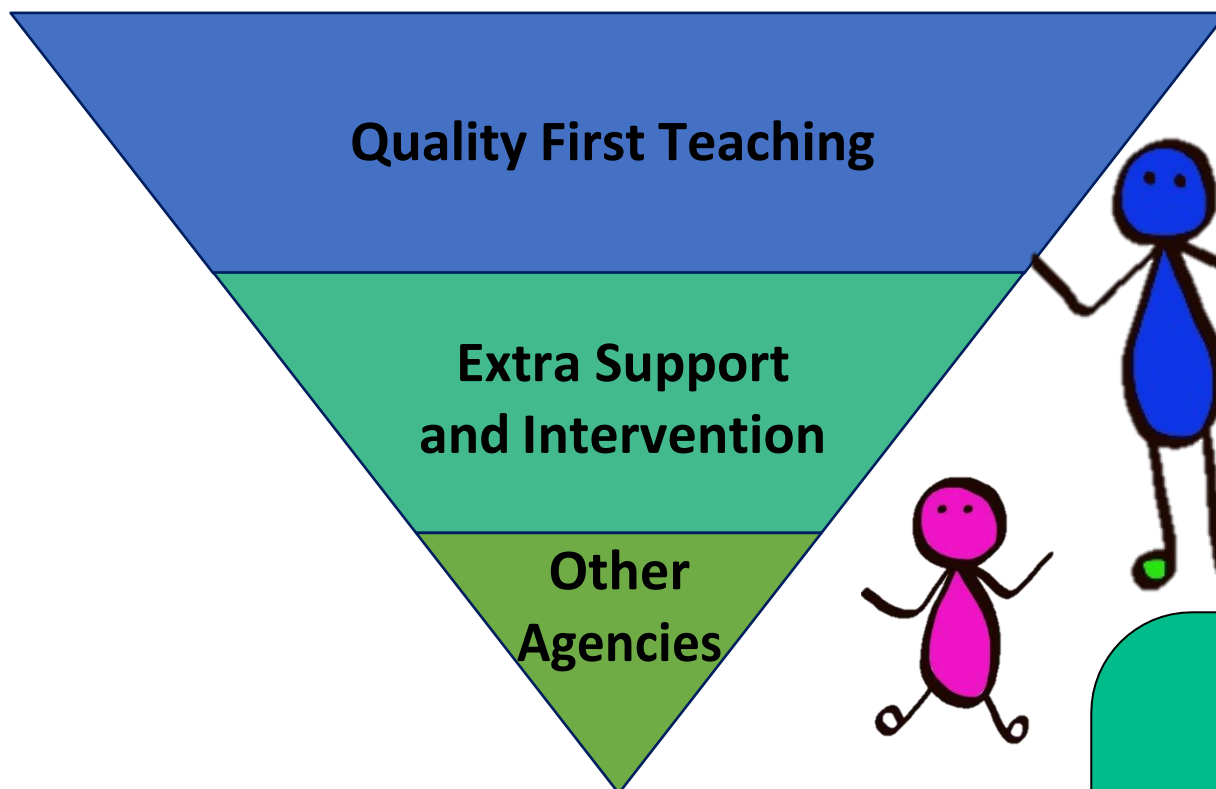 Quality First Teaching
Extra Support
and Intervention
Other
Agencies